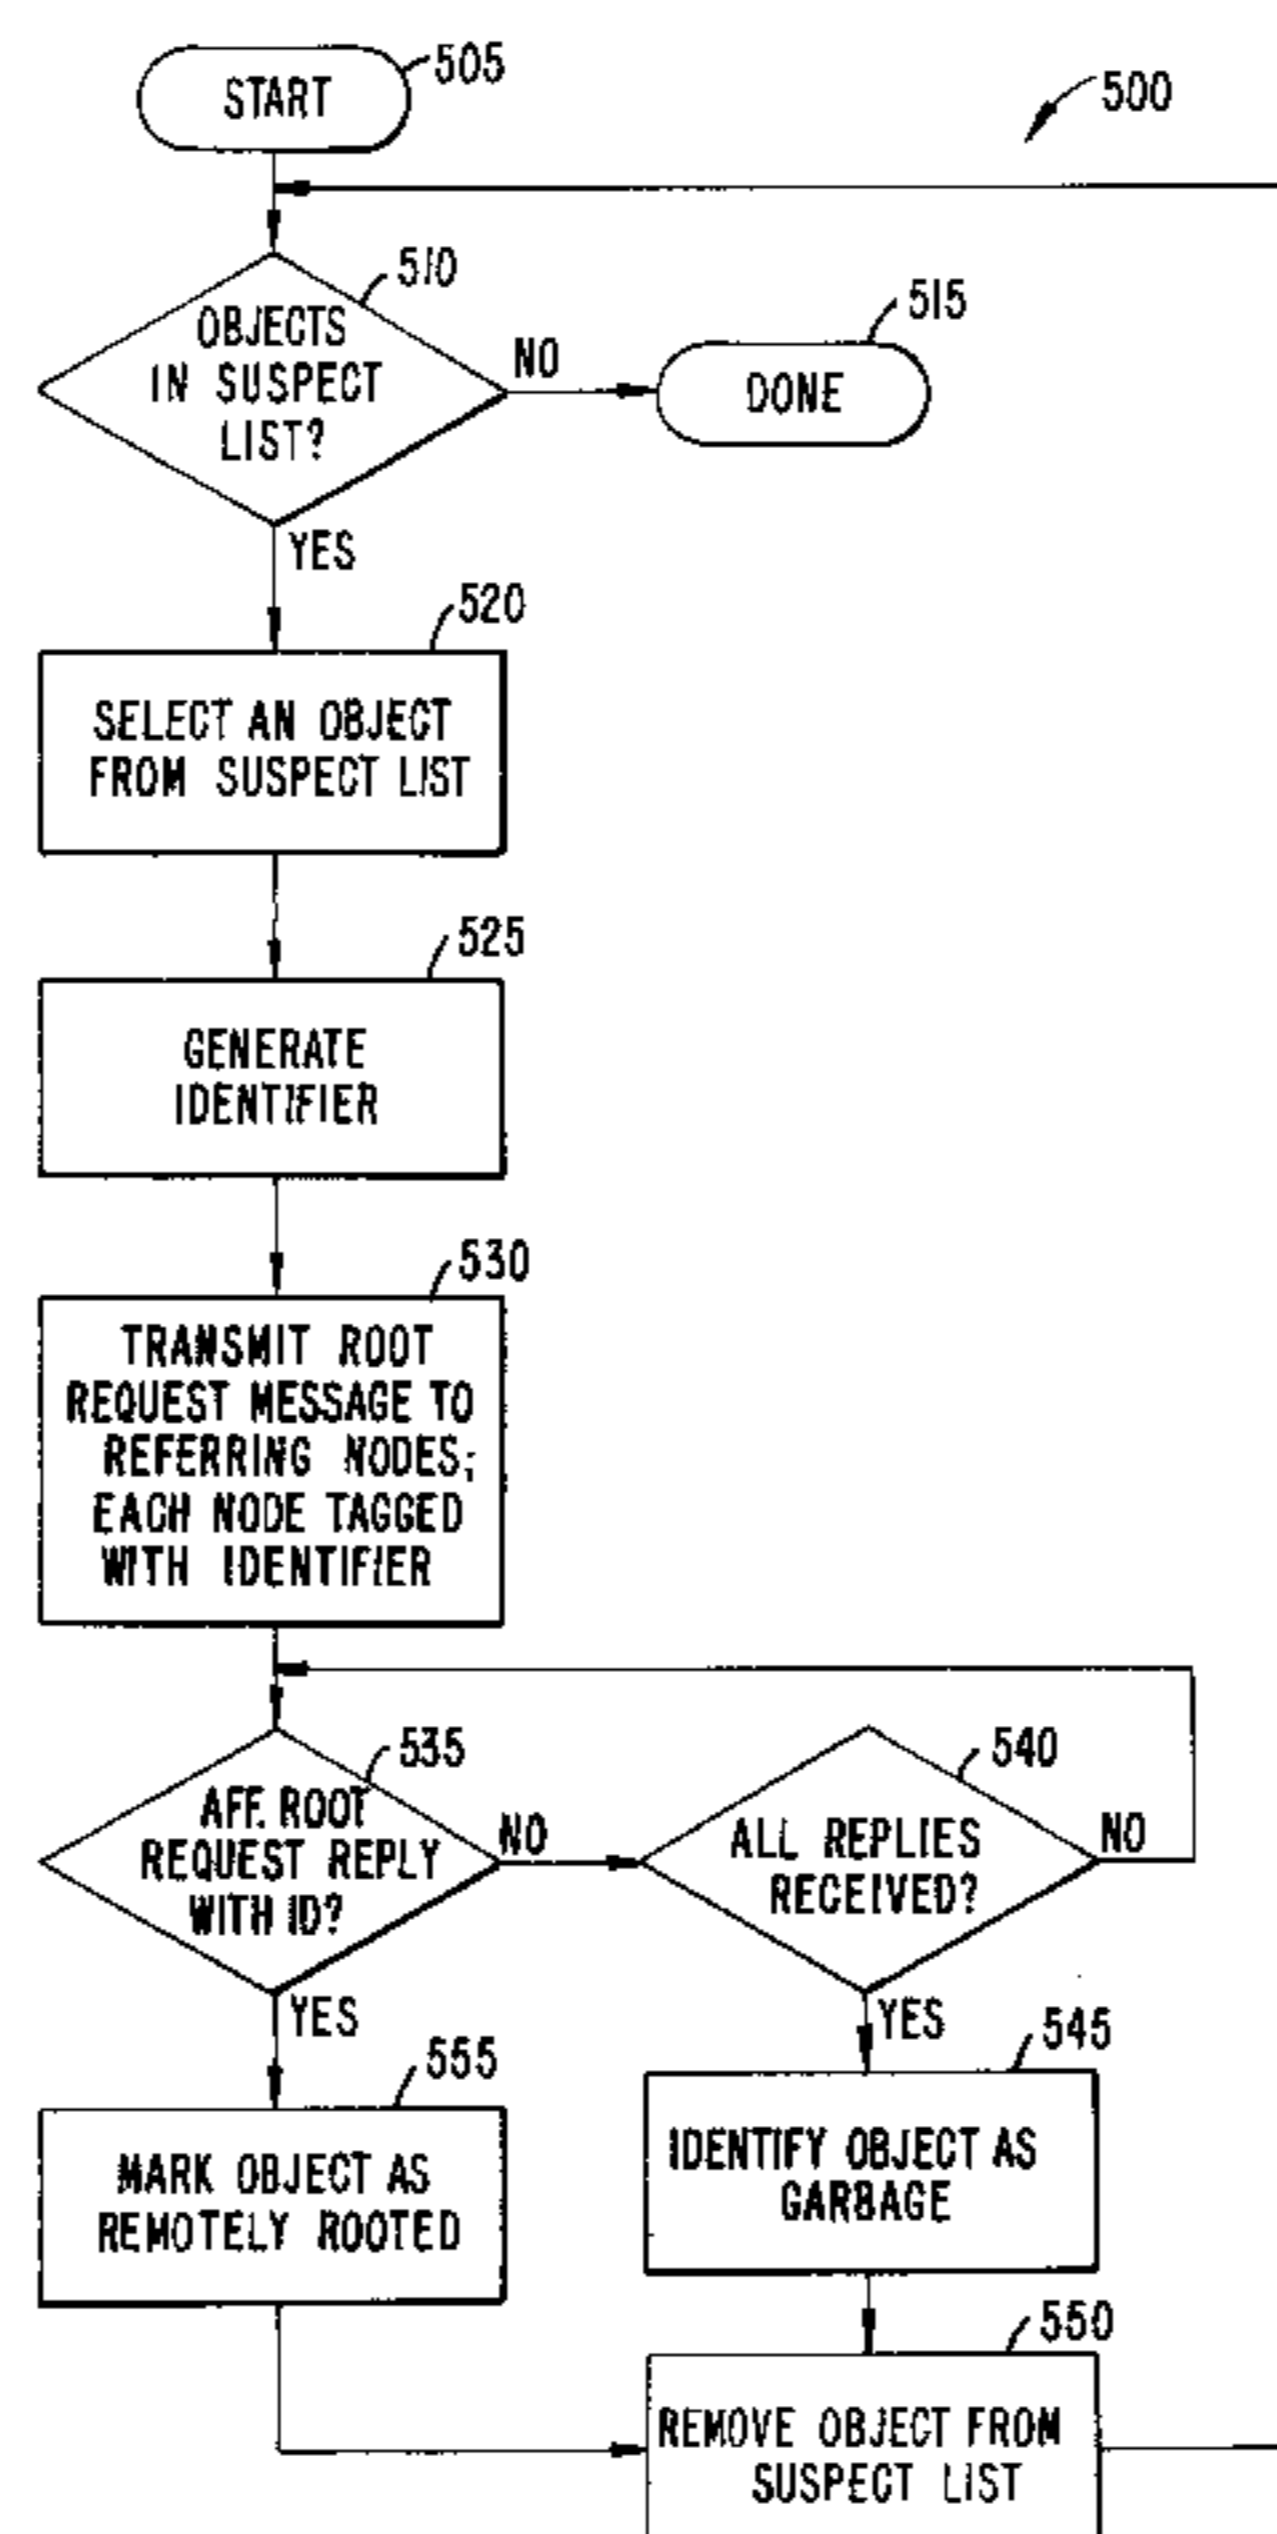 START
505
500
510
OBJECTS
IN SUSPECT
LIST?
NO
515
DONE
YES
520
SELECT AN OBJECT
FROM SUSPECT LIST
525
GENERATE
IDENTIFIER
530
TRANSMIT ROOT
REQUEST MESSAGE TO
REFERRING NODES;
EACH NODE TAGGED
WITH IDENTIFIER
535
AFF. ROOT
REQUEST REPLY
WITH ID?
NO
540
ALL REPLIES
RECEIVED?
NO
YES
YES
555
MARK OBJECT AS
REMOTELY ROOTED
545
IDENTIFY OBJECT AS
GARBAGE
550
REMOVE OBJECT FROM
SUSPECT LIST